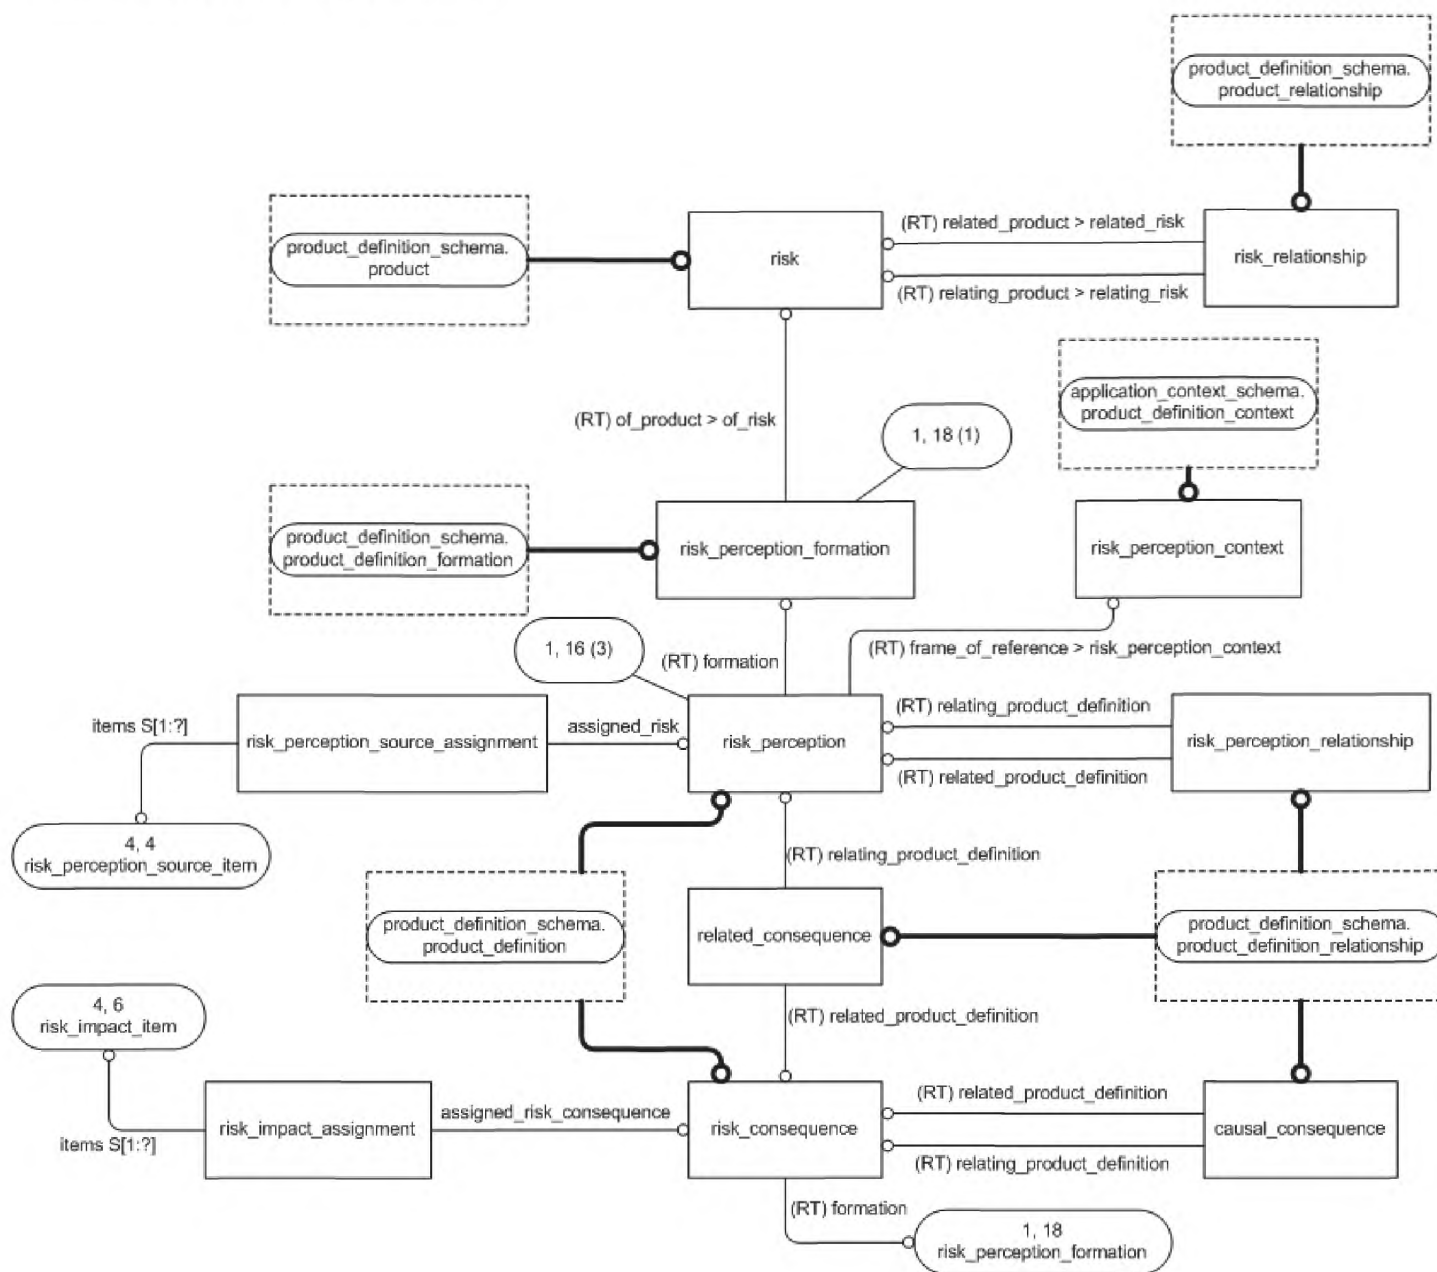 product_definition_schema.
product_relationship
(RT) related_product > related_risk
product_definition_schema.
product
risk
risk_relationship
(RT) relating_product > relating_risk
application_context_schema.
product_definition_context
(RT) of_product > of_risk
1, 18 (1)
product_definition_schema.
product_definition_formation
risk_perception_formation
risk_perception_context
1, 16 (3)
(RT) formation
(RT) frame_of_reference > risk_perception_context
items S[1:?]
risk_perception_source_assignment
assigned_risk
risk_perception
(RT) relating_product_definition
risk_perception_relationship
(RT) related_product_definition
4, 4
risk_perception_source_item
(RT) relating_product_definition
product_definition_schema.
product_definition
related_consequence
product_definition_schema.
product_definition_relationship
4, 6
risk_impact_item
(RT) related_product_definition
items S[1:?]
risk_impact_assignment
assigned_risk_consequence
risk_consequence
(RT) related_product_definition
causal_consequence
(RT) relating_product_definition
(RT) formation
1, 18
risk_perception_formation